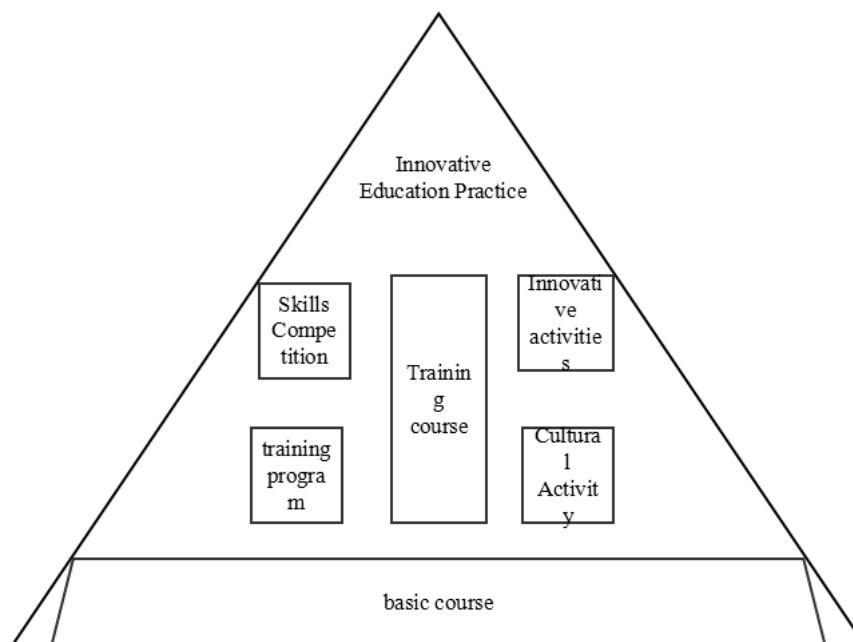 Innovative
Education Practice
Skills
Compe
tition
Trainin
g
course
Innovati
ve
activitie
s
training
progra
m
Cultura
l
Activit
y
basic course